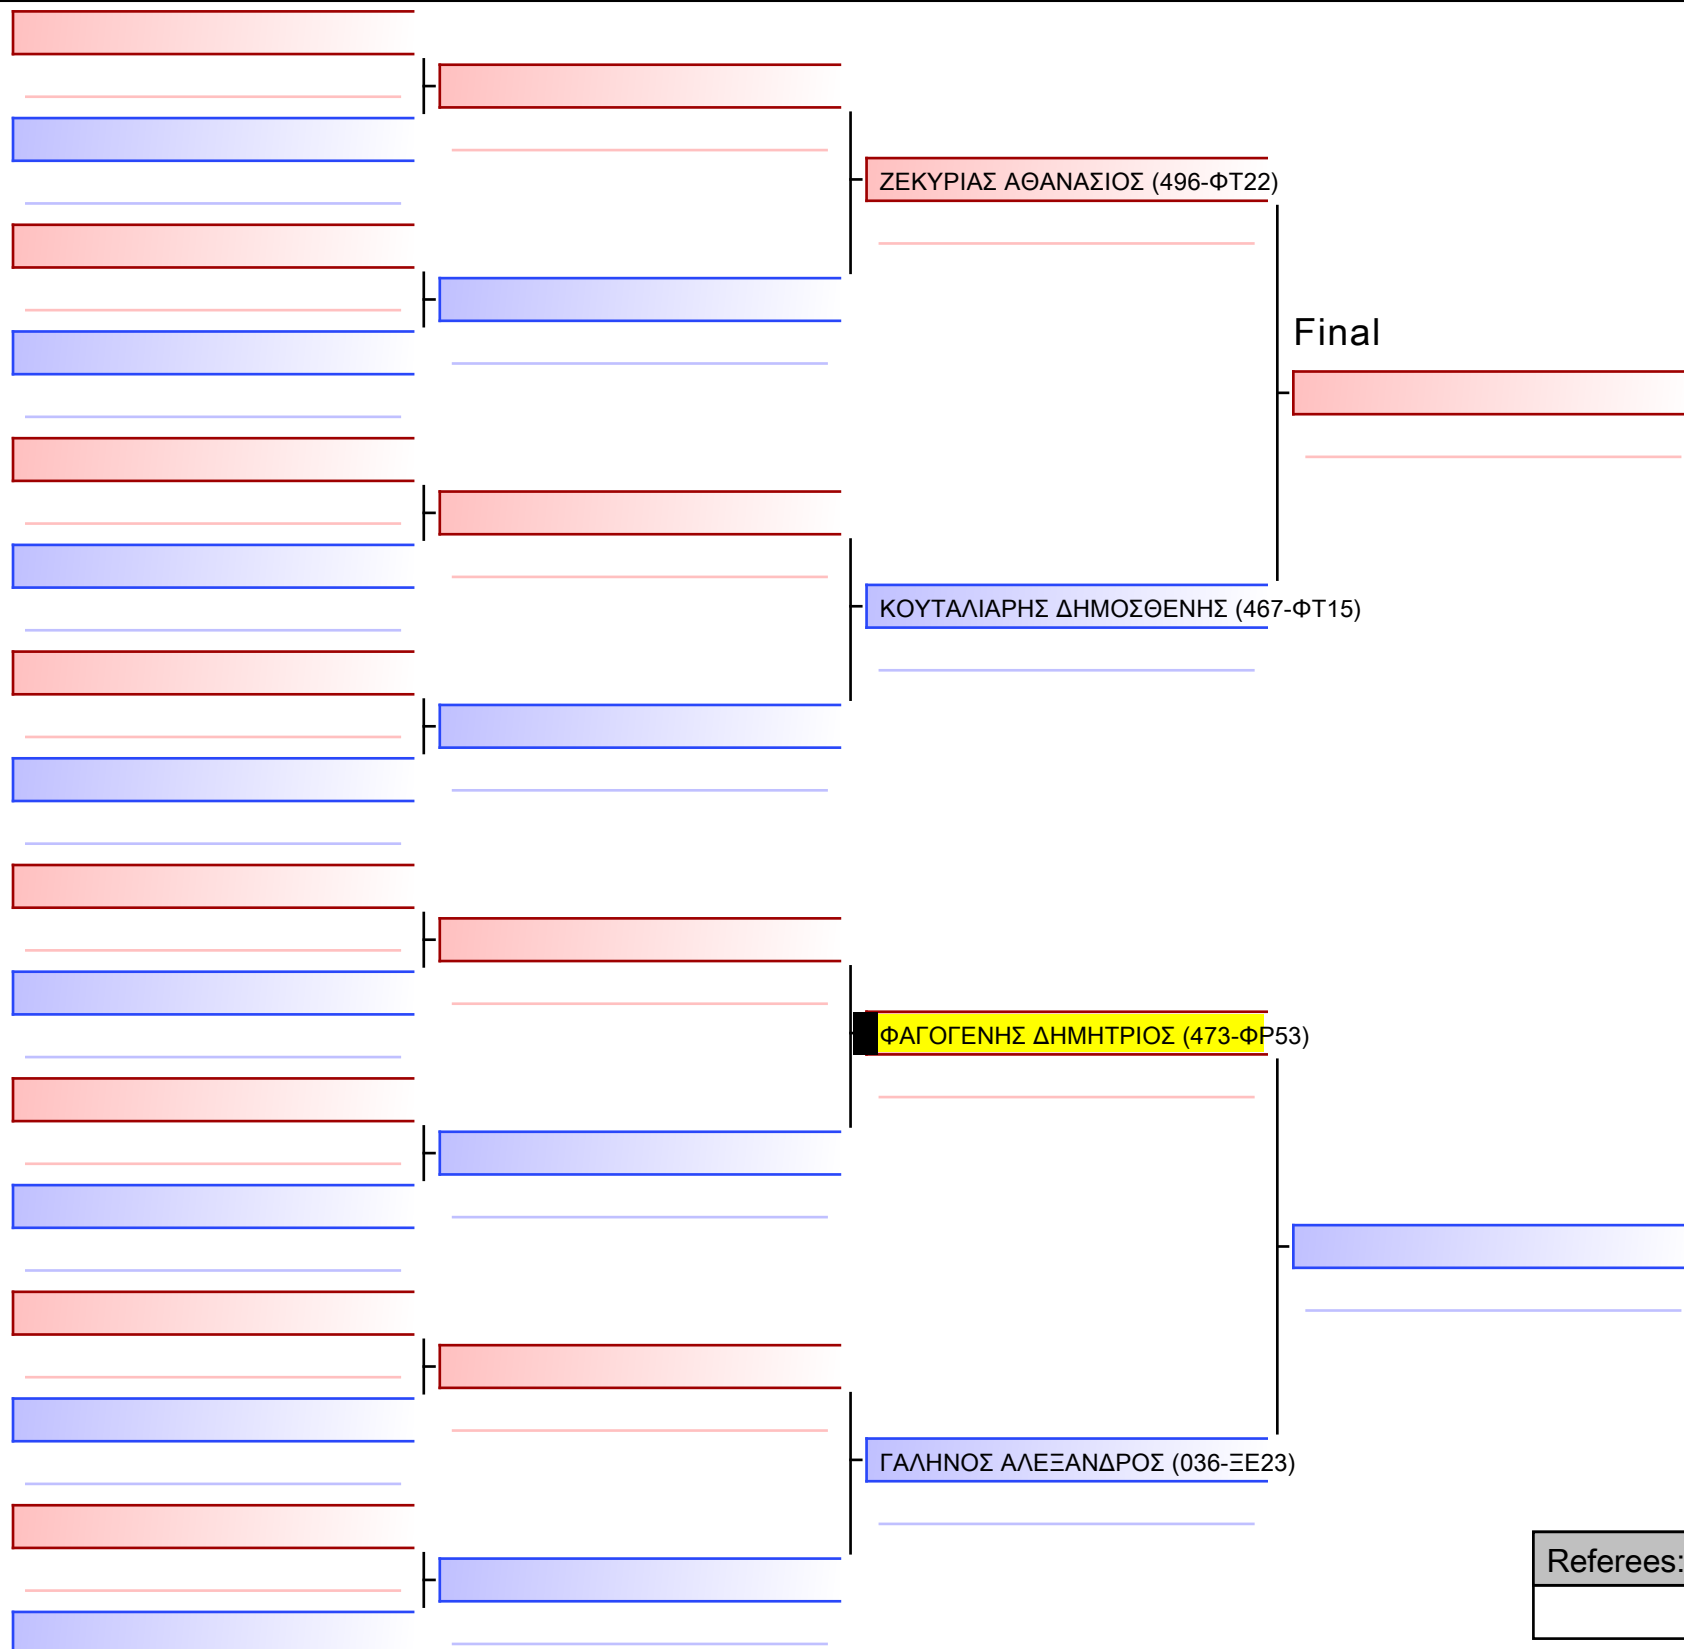 ΖΕΚΥΡΙΑΣ ΑΘΑΝΑΣΙΟΣ (496-ΦΤ22)
Final
ΚΟΥΤΑΛΙΑΡΗΣ ΔΗΜΟΣΘΕΝΗΣ (467-ΦΤ15)
ΦΑΓΟΓΕΝΗΣ ΔΗΜΗΤΡΙΟΣ (473-ΦΡ53)
ΓΑΛΗΝΟΣ ΑΛΕΞΑΝΔΡΟΣ (036-ΞΕ23)
Referees: